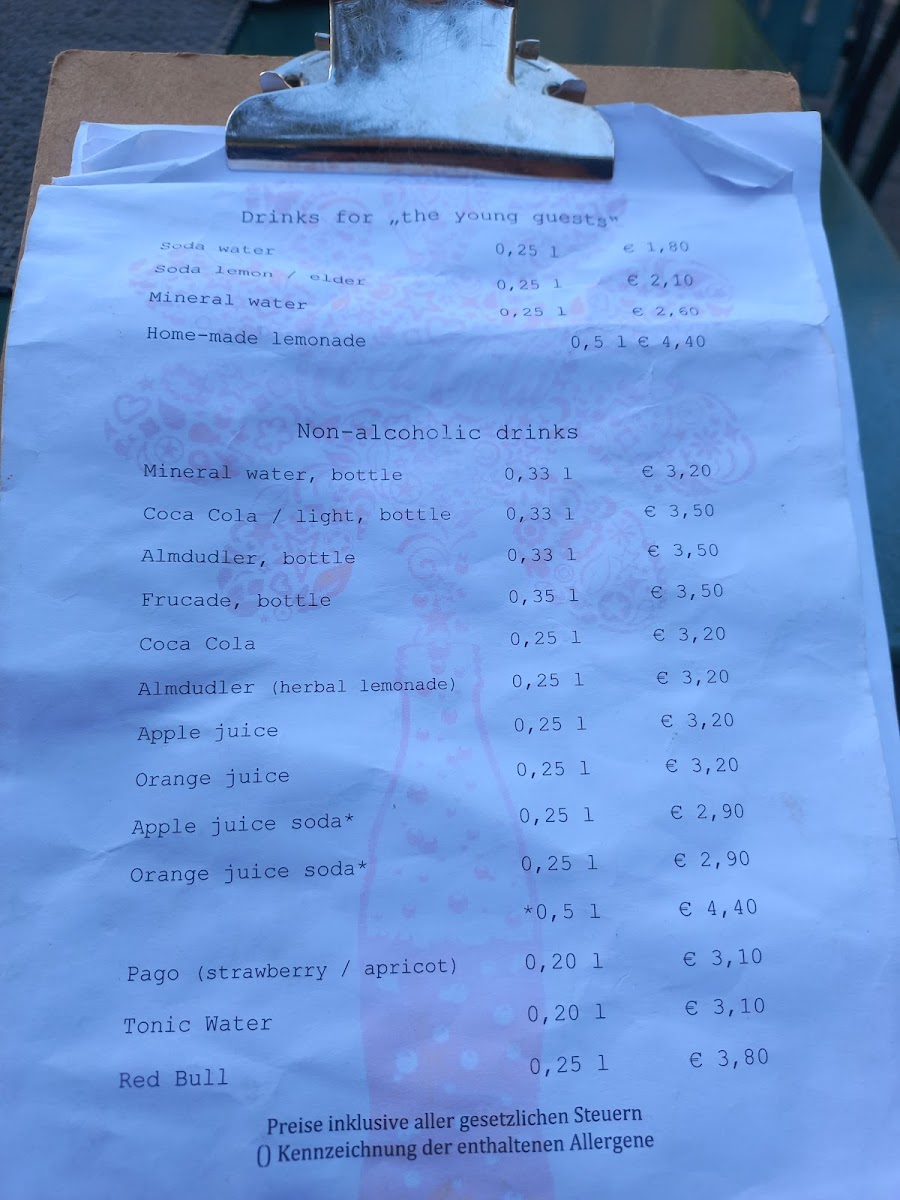 Drinks for „the young guests"
Soda water 0,25 l € 1,80
Soda lemon / elder 0,25 l € 2,10
Mineral water 0,25 l € 2,60
Home-made lemonade 0,5 l € 4,40
Non-alcoholic drinks
Mineral water, bottle 0,33 l € 3,20
Coca Cola / light, bottle 0,33 l € 3,50
Almdudler, bottle 0,33 l € 3,50
Frucade, bottle 0,35 l € 3,50
Coca Cola 0,25 l € 3,20
Almdudler (herbal lemonade) 0,25 l € 3,20
Apple juice 0,25 l € 3,20
Orange juice 0,25 l € 3,20
Apple juice soda* 0,25 l € 2,90
Orange juice soda* 0,25 l € 2,90
*0,5 l € 4,40
Pago (strawberry / apricot) 0,20 l € 3,10
Tonic Water 0,20 l € 3,10
Red Bull 0,25 l € 3,80
Preise inklusive aller gesetzlichen Steuern
() Kennzeichnung der enthaltenen Allergene